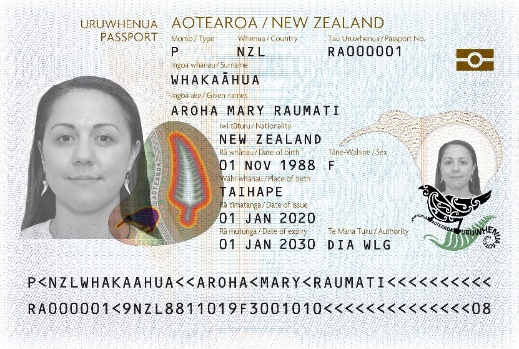 URUWHENUA AOTEAROA / NEW ZEALAND
PASSPORT
Momo / Type Whenua / Country Tau Uruwhenua / Passport No.
P NZL RA000001
Ingoa whānau / Surname
WHAKAĀHUA
Ingoa ake / Given names
AROHA MARY RAUMATI
Iwi tūturu / Nationality
NEW ZEALAND
Rā whānau / Date of birth Tāne-Wahine / Sex
01 NOV 1988 F
Wāhi whānau / Place of birth
TAIHAPE
Rā tīmatanga / Date of issue
01 JAN 2020
Rā mutunga / Date of expiry Te Mana Tuku / Authority
01 JAN 2030 DIA WLG
AOTEAROA
URUWHENUA
P<NZLWHAKAAHUA<<AROHA<MARY<RAUMATI<<<<<<<<<<
RA000001<9NZL8811019F3001010<<<<<<<<<<<<<<08